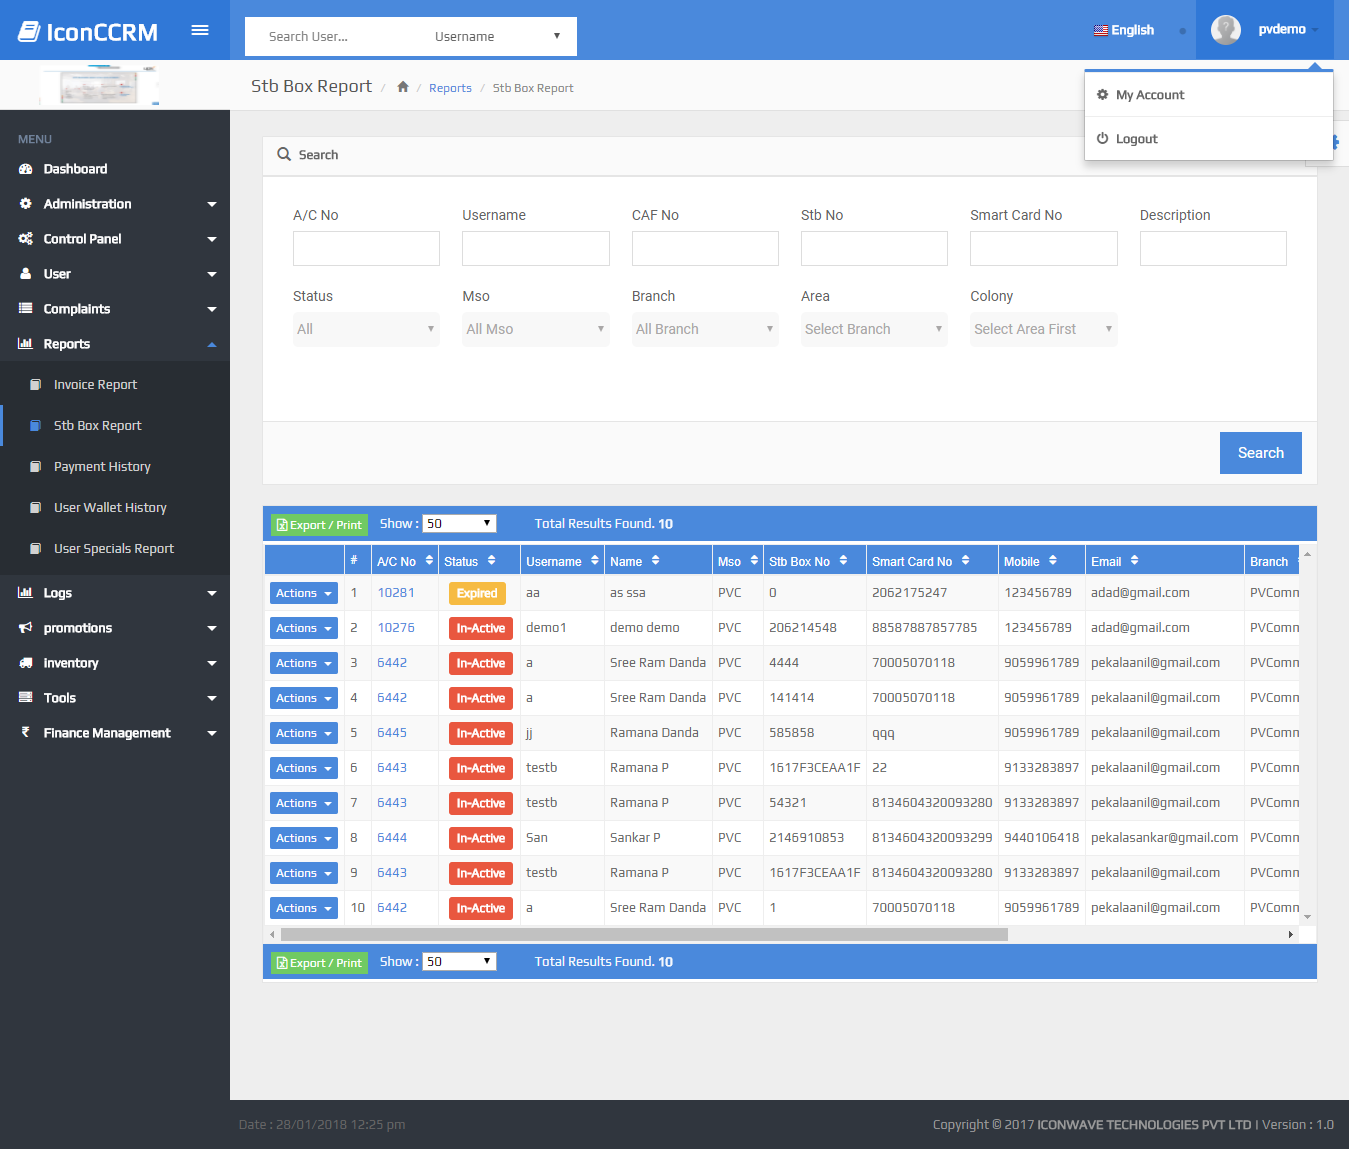 IconCCRM
Search User...
Username
English
pvdemo
Stb Box Report / / Reports / Stb Box Report
My Account
Logout
MENU
Dashboard
Administration
Control Panel
User
Complaints
Reports
Invoice Report
Stb Box Report
Payment History
User Wallet History
User Specials Report
Logs
promotions
inventory
Tools
Finance Management
Search
A/C No Username CAF No Stb No Smart Card No Description
Status Mso Branch Area Colony
All All Mso All Branch Select Branch Select Area First
Search
Export / Print Show : 50 Total Results Found. 10
# A/C No Status Username Name Mso Stb Box No Smart Card No Mobile Email Branch
Actions 1 10281 Expired aa as ssa PVC 0 2062175247 123456789 adad@gmail.com PVComm
Actions 2 10276 In-Active demo1 demo demo PVC 206214548 88587887857785 123456789 adad@gmail.com PVComm
Actions 3 6442 In-Active a Sree Ram Danda PVC 4444 70005070118 9059961789 pekalaanil@gmail.com PVComm
Actions 4 6442 In-Active a Sree Ram Danda PVC 141414 70005070118 9059961789 pekalaanil@gmail.com PVComm
Actions 5 6445 In-Active jj Ramana Danda PVC 585858 qqq 9059961789 pekalaanil@gmail.com PVComm
Actions 6 6443 In-Active testb Ramana P PVC 1617F3CEAA1F 22 9133283897 pekalaanil@gmail.com PVComm
Actions 7 6443 In-Active testb Ramana P PVC 54321 8134604320093280 9133283897 pekalaanil@gmail.com PVComm
Actions 8 6444 In-Active San Sankar P PVC 2146910853 8134604320093299 9440106418 pekalasankar@gmail.com PVComm
Actions 9 6443 In-Active testb Ramana P PVC 1617F3CEAA1F 8134604320093280 9133283897 pekalaanil@gmail.com PVComm
Actions 10 6442 In-Active a Sree Ram Danda PVC 1 70005070118 9059961789 pekalaanil@gmail.com PVComm
Export / Print Show : 50 Total Results Found. 10
Date : 28/01/2018 12:25 pm
Copyright © 2017 ICONWAVE TECHNOLOGIES PVT LTD | Version : 1.0